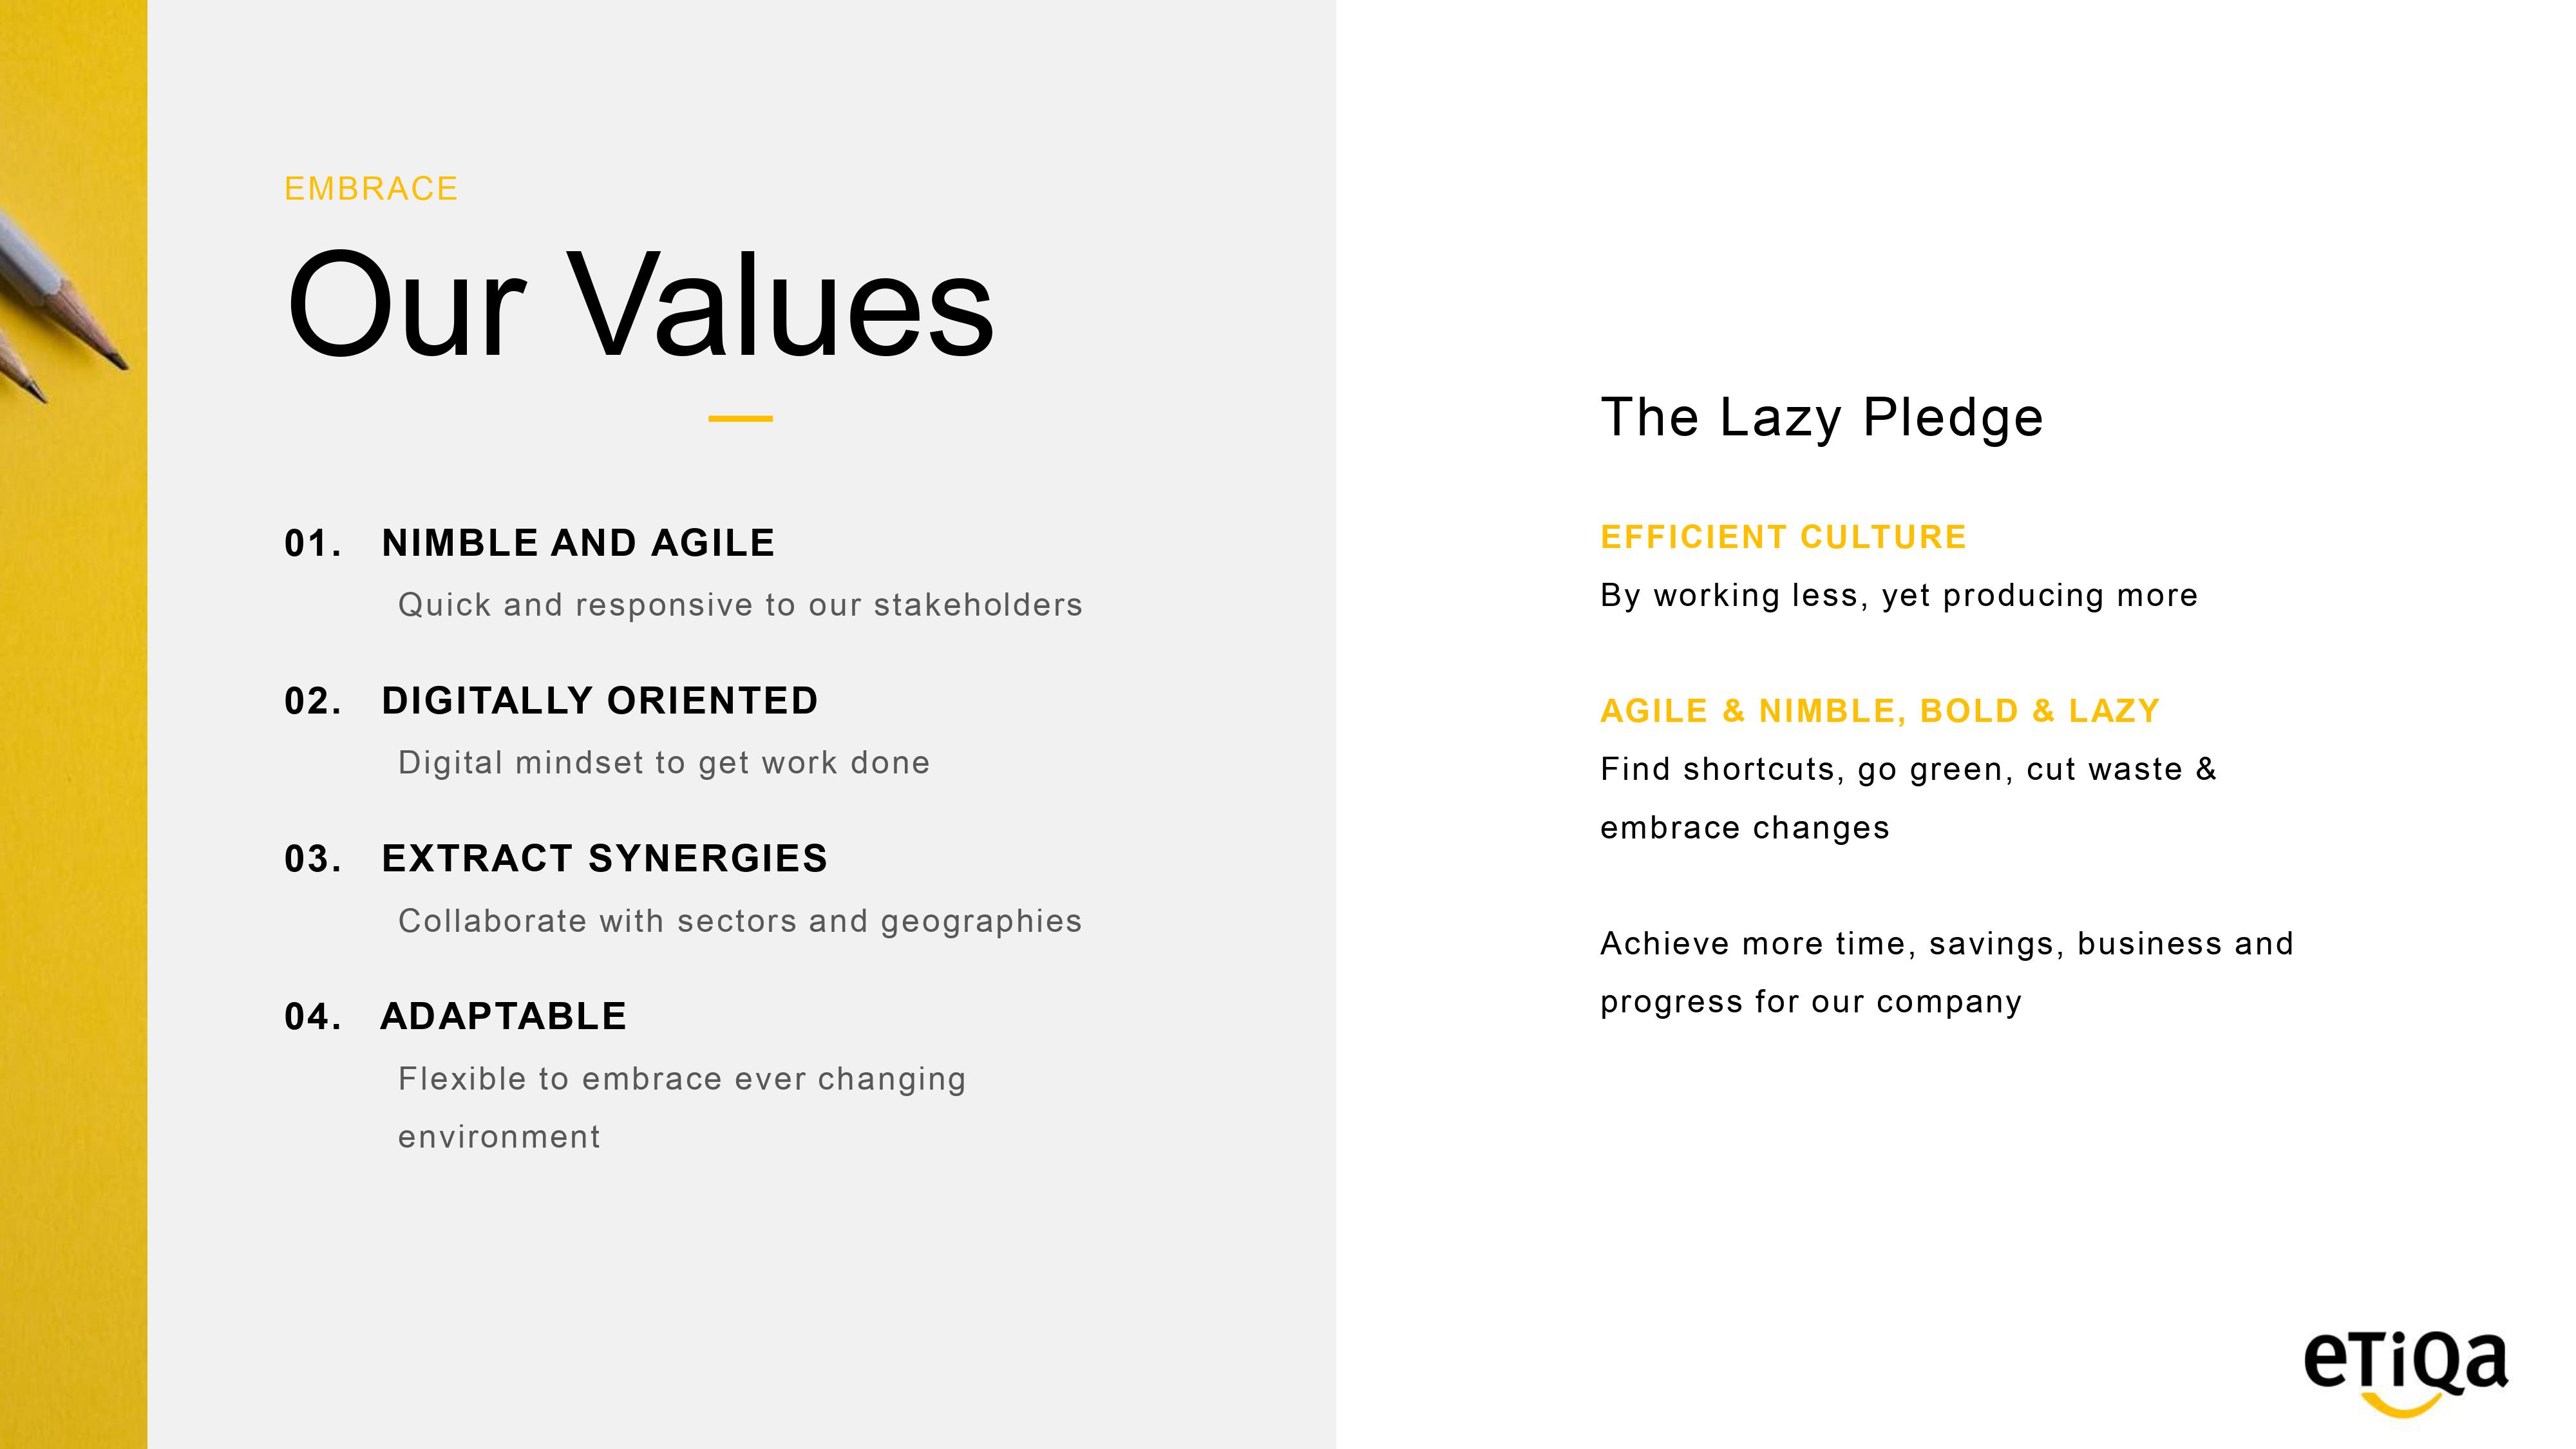 EMBRACE
Our Values
01. NIMBLE AND AGILE
Quick and responsive to our stakeholders
02. DIGITALLY ORIENTED
Digital mindset to get work done
03. EXTRACT SYNERGIES
Collaborate with sectors and geographies
04. ADAPTABLE
Flexible to embrace ever changing
environment
The Lazy Pledge
EFFICIENT CULTURE
By working less, yet producing more
AGILE & NIMBLE, BOLD & LAZY
Find shortcuts, go green, cut waste &
embrace changes
Achieve more time, savings, business and
progress for our company
eTiQa